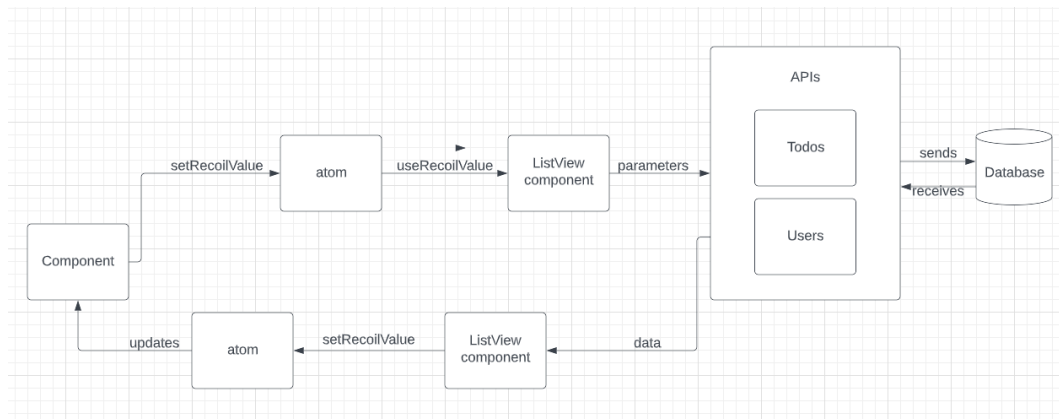 APIs
setRecoilValue
atom
useRecoilValue
ListView
component
parameters
Todos
sends
Database
receives
Users
Component
updates
atom
setRecoilValue
ListView
component
data